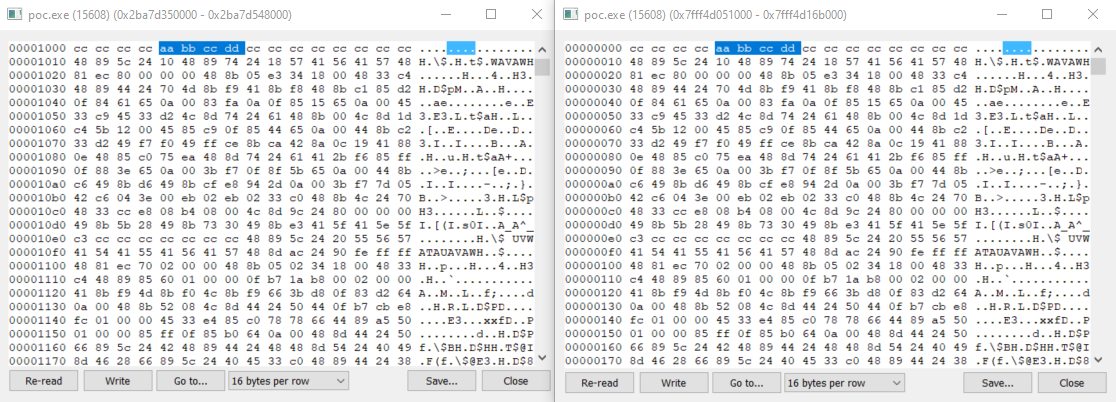 poc.exe (15608) (0x2ba7d350000 - 0x2ba7d548000)
00001000 cc cc cc cc aa bb cc dd cc cc cc cc cc cc cc cc ................
00001010 48 89 5c 24 10 48 89 74 24 18 57 41 56 41 57 48 H.\$.H.t$.WAVAWH
00001020 81 ec 80 00 00 00 48 8b 05 e3 34 18 00 48 33 c4 ......H...4..H3.
00001030 48 89 44 24 70 4d 8b f9 41 8b f8 48 8b c1 85 d2 H.D$pM..A..H....
00001040 0f 84 61 65 0a 00 83 fa 0a 0f 85 15 65 0a 00 45 ..ae........e..E
00001050 33 c9 45 33 d2 4c 8d 74 24 61 48 8b 00 4c 8d 1d 3.E3.L.t$aH..L..
00001060 c4 5b 12 00 45 85 c9 0f 85 44 65 0a 00 44 8b c2 .[..E....De..D..
00001070 33 d2 49 f7 f0 49 ff ce 8b ca 42 8a 0c 19 41 88 3.I..I....B...A.
00001080 0e 48 85 c0 75 ea 48 8d 74 24 61 41 2b f6 85 ff .H..u.H.t$aA+...
00001090 0f 88 3e 65 0a 00 3b f7 0f 8f 5b 65 0a 00 44 8b ..>e..;...[e..D.
000010a0 c6 49 8b d6 49 8b cf e8 94 2d 0a 00 3b f7 7d 05 .I..I....-..;.}.
000010b0 42 c6 04 3e 00 eb 02 eb 02 33 c0 48 8b 4c 24 70 B..>.....3.H.L$p
000010c0 48 33 cc e8 08 b4 08 00 4c 8d 9c 24 80 00 00 00 H3......L..$....
000010d0 49 8b 5b 28 49 8b 73 30 49 8b e3 41 5f 41 5e 5f I.[(I.s0I..A_A^_
000010e0 c3 cc cc cc cc cc cc cc cc 48 89 5c 24 20 55 56 57 .........H.\$ UVW
000010f0 41 54 41 55 41 56 41 57 48 8d ac 24 90 fe ff ff ATAUAVAWH..$....
00001100 48 81 ec 70 02 00 00 48 8b 05 02 34 18 00 48 33 H..p...H...4..H3
00001110 c4 48 89 85 60 01 00 00 0f b7 1a b8 00 02 00 00 .H..`...........
00001120 41 8b f9 4d 8b f0 4c 8b f9 66 3b d8 0f 83 d2 64 A..M..L..f;....d
00001130 0a 00 48 8b 52 08 4c 8d 44 24 50 44 0f b7 cb e8 ..H.R.L.D$PD....
00001140 fc 01 00 00 45 33 e4 85 c0 78 78 66 44 89 a5 50 ....E3...xxfD..P
00001150 01 00 00 85 ff 0f 85 b0 64 0a 00 48 8d 44 24 50 ........d..H.D$P
00001160 66 89 5c 24 42 48 89 44 24 48 48 8d 54 24 40 49 f.\$BH.D$HH.T$@I
00001170 8d 46 28 66 89 5c 24 40 45 33 c0 48 89 44 24 38 .F(f.\$@E3.H.D$8
Re-read Write Go to... 16 bytes per row Save... Close
poc.exe (15608) (0x7fff4d051000 - 0x7fff4d16b000)
00000000 cc cc cc cc aa bb cc dd cc cc cc cc cc cc cc cc ................
00000010 48 89 5c 24 10 48 89 74 24 18 57 41 56 41 57 48 H.\$.H.t$.WAVAWH
00000020 81 ec 80 00 00 00 48 8b 05 e3 34 18 00 48 33 c4 ......H...4..H3.
00000030 48 89 44 24 70 4d 8b f9 41 8b f8 48 8b c1 85 d2 H.D$pM..A..H....
00000040 0f 84 61 65 0a 00 83 fa 0a 0f 85 15 65 0a 00 45 ..ae........e..E
00000050 33 c9 45 33 d2 4c 8d 74 24 61 48 8b 00 4c 8d 1d 3.E3.L.t$aH..L..
00000060 c4 5b 12 00 45 85 c9 0f 85 44 65 0a 00 44 8b c2 .[..E....De..D..
00000070 33 d2 49 f7 f0 49 ff ce 8b ca 42 8a 0c 19 41 88 3.I..I....B...A.
00000080 0e 48 85 c0 75 ea 48 8d 74 24 61 41 2b f6 85 ff .H..u.H.t$aA+...
00000090 0f 88 3e 65 0a 00 3b f7 0f 8f 5b 65 0a 00 44 8b ..>e..;...[e..D.
000000a0 c6 49 8b d6 49 8b cf e8 94 2d 0a 00 3b f7 7d 05 .I..I....-..;.}.
000000b0 42 c6 04 3e 00 eb 02 eb 02 33 c0 48 8b 4c 24 70 B..>.....3.H.L$p
000000c0 48 33 cc e8 08 b4 08 00 4c 8d 9c 24 80 00 00 00 H3......L..$....
000000d0 49 8b 5b 28 49 8b 73 30 49 8b e3 41 5f 41 5e 5f I.[(I.s0I..A_A^_
000000e0 c3 cc cc cc cc cc cc cc cc 48 89 5c 24 20 55 56 57 .........H.\$ UVW
000000f0 41 54 41 55 41 56 41 57 48 8d ac 24 90 fe ff ff ATAUAVAWH..$....
00000100 48 81 ec 70 02 00 00 48 8b 05 02 34 18 00 48 33 H..p...H...4..H3
00000110 c4 48 89 85 60 01 00 00 0f b7 1a b8 00 02 00 00 .H..`...........
00000120 41 8b f9 4d 8b f0 4c 8b f9 66 3b d8 0f 83 d2 64 A..M..L..f;....d
00000130 0a 00 48 8b 52 08 4c 8d 44 24 50 44 0f b7 cb e8 ..H.R.L.D$PD....
00000140 fc 01 00 00 45 33 e4 85 c0 78 78 66 44 89 a5 50 ....E3...xxfD..P
00000150 01 00 00 85 ff 0f 85 b0 64 0a 00 48 8d 44 24 50 ........d..H.D$P
00000160 66 89 5c 24 42 48 89 44 24 48 48 8d 54 24 40 49 f.\$BH.D$HH.T$@I
00000170 8d 46 28 66 89 5c 24 40 45 33 c0 48 89 44 24 38 .F(f.\$@E3.H.D$8
Re-read Write Go to... 16 bytes per row Save... Close